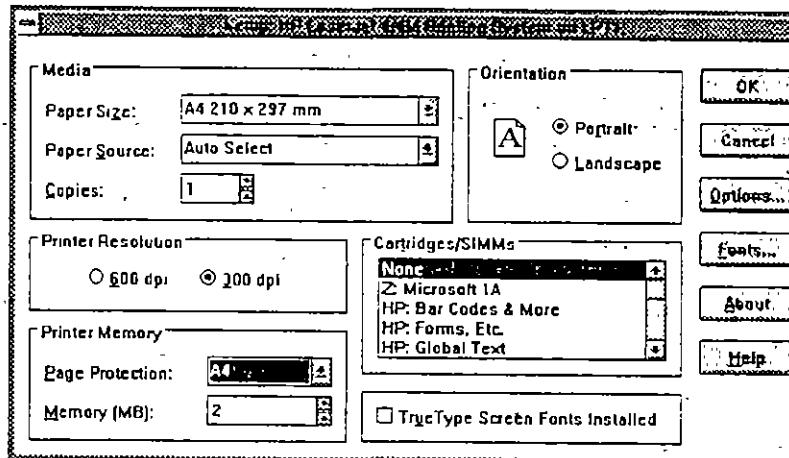 Media
Paper Size: A4 210 x 297 mm
Paper Source: Auto Select
Copies: 1
Orientation
A
Portrait
Landscape
OK
Cancel
Options...
Fonts...
About
Help
Printer Resolution
600 dpi 300 dpi
Cartridges/SIMMs
None
Z: Microsoft 1A
HP: Bar Codes & More
HP: Forms, Etc.
HP: Global Text
Printer Memory
Page Protection: A4
Memory (MB): 2
TrueType Screen Fonts Installed